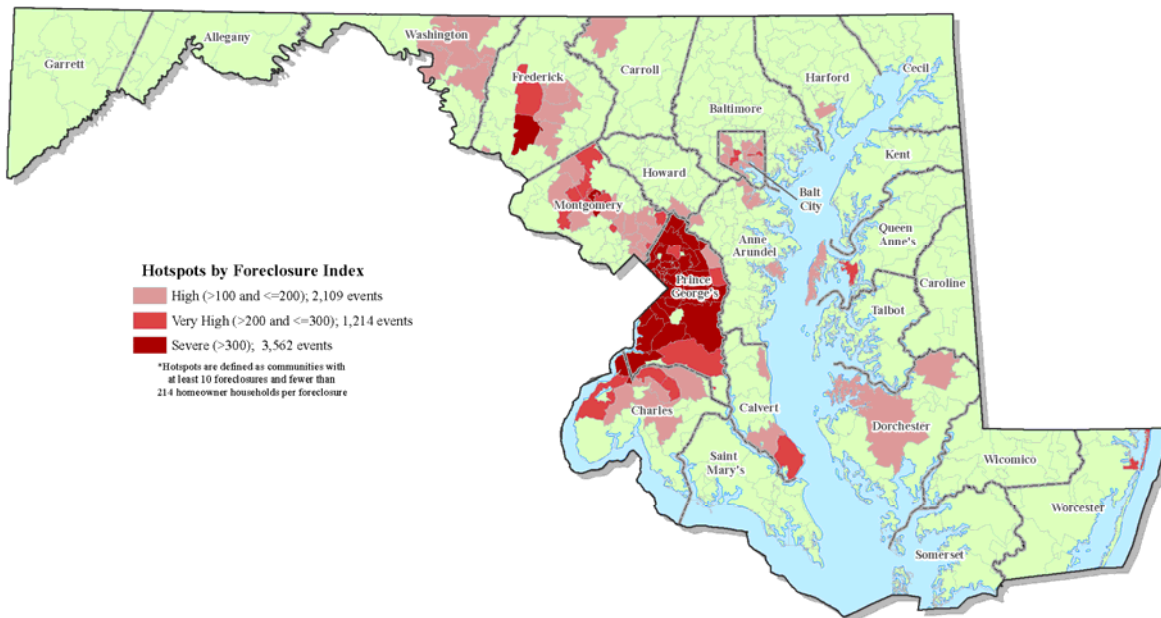 Garrett
Allegany
Washington
Frederick
Carroll
Baltimore
Harford
Cecil
Kent
Howard
Montgomery
Balt
City
Anne
Arundel
Queen
Anne's
Caroline
Prince
George's
Talbot
Charles
Calvert
Dorchester
Saint
Mary's
Wicomico
Worcester
Somerset
Hotspots by Foreclosure Index
High (>100 and <=200); 2,109 events
Very High (>200 and <=300); 1,214 events
Severe (>300); 3,562 events
*Hotspots are defined as communities with
at least 10 foreclosures and fewer than
214 homeowner households per foreclosure